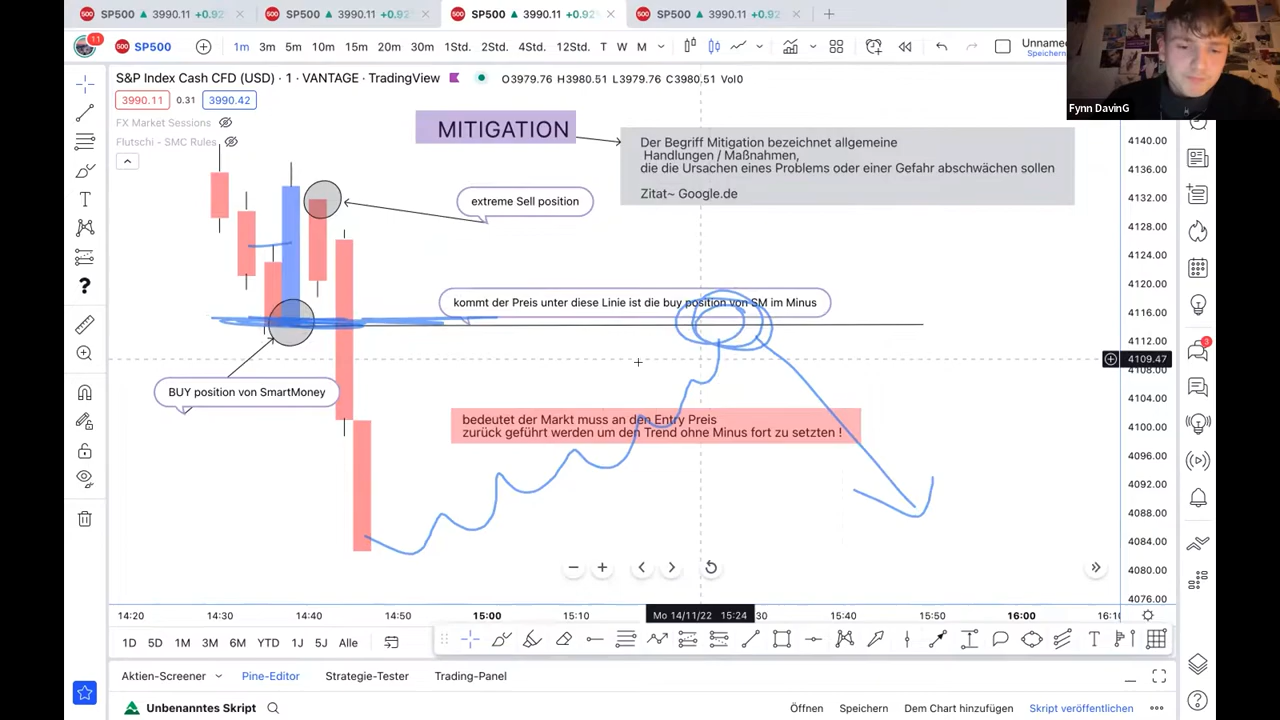 SP500 3990.11 +0.92%
SP500 3990.11 +0.92%
SP500 3990.11 +0.92%
SP500 3990.11 +0.92
11
500 SP500 1m 3m 5m 10m 15m 20m 30m 1Std. 2Std. 4Std. 12Std. T W M
Unname
Speichern
Fynn DavinG
S&P Index Cash CFD (USD) · 1 · VANTAGE · TradingView
O3979.76 H3980.51 L3979.76 C3980.51 Vol0
3990.11 0.31 3990.42
FX Market Sessions
Flutschi - SMC Rules
MITIGATION
Der Begriff Mitigation bezeichnet allgemeine
Handlungen / Maßnahmen,
die die Ursachen eines Problems oder einer Gefahr abschwächen sollen
Zitat~ Google.de
extreme Sell position
kommt der Preis unter diese Linie ist die buy position von SM im Minus
BUY position von SmartMoney
bedeutet der Markt muss an den Entry Preis
zurück geführt werden um den Trend ohne Minus fort zu setzten !
4140.00
4136.00
4132.00
4128.00
4124.00
4120.00
4116.00
4112.00
4109.47
4108.00
4104.00
4100.00
4096.00
4092.00
4088.00
4084.00
4080.00
4076.00
3
14:20 14:30 14:40 14:50 15:00 15:10 Mo 14/11/22 15:24 30 15:40 15:50 16:00 16:10
1D 5D 1M 3M 6M YTD 1J 5J Alle
Aktien-Screener Pine-Editor Strategie-Tester Trading-Panel
Unbenanntes Skript Öffnen Speichern Dem Chart hinzufügen Skript veröffentlichen